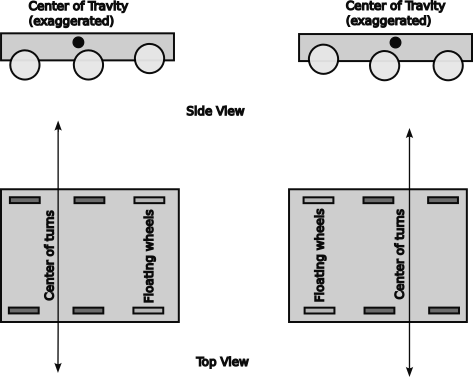 Center of Travity
(exaggerated)
Center of Travity
(exaggerated)
Side View
Center of turns
Floating wheels
Floating wheels
Center of turns
Top View